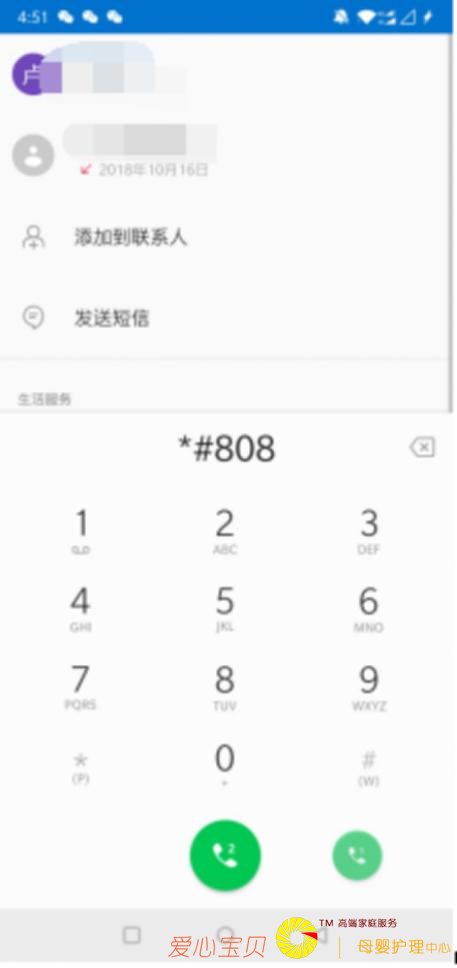 4:51
卢
2018年10月16日
添加到联系人
发送短信
生活服务
*#808
1 2 3
ABC DEF
4 5 6
GHI JKL MNO
7 8 9
PQRS TUV WXYZ
* 0 #
(P) + (W)
2 1
爱心宝贝 TM 高端家庭服务
母婴护理中心